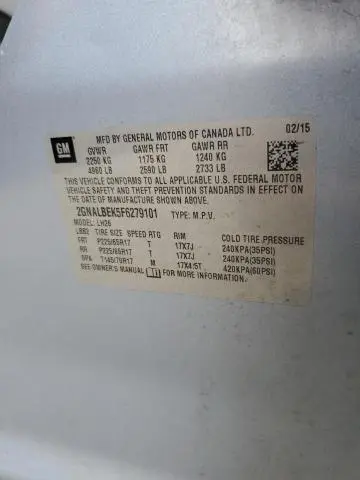 GM
MFD BY GENERAL MOTORS OF CANADA LTD. 02/15
GVWR GAWR FRT GAWR RR
2250 KG 1175 KG 1240 KG
4960 LB 2590 LB 2733 LB
THIS VEHICLE CONFORMS TO ALL APPLICABLE U.S. FEDERAL MOTOR
VEHICLE SAFETY AND THEFT PREVENTION STANDARDS IN EFFECT ON
THE DATE OF MANUFACTURE SHOWN ABOVE.
2GNALBEK5F6279101 TYPE: M.P.V.
MODEL: LH26
LBB2 TIRE SIZE SPEED RTG RIM COLD TIRE PRESSURE
FRT P225/65R17 T 17X7J 240KPA(35PSI)
RR P225/65R17 T 17X7J 240KPA(35PSI)
SPA T145/70R17 M 17X4.5T 420KPA(60PSI)
SEE OWNER'S MANUAL FOR MORE INFORMATION.